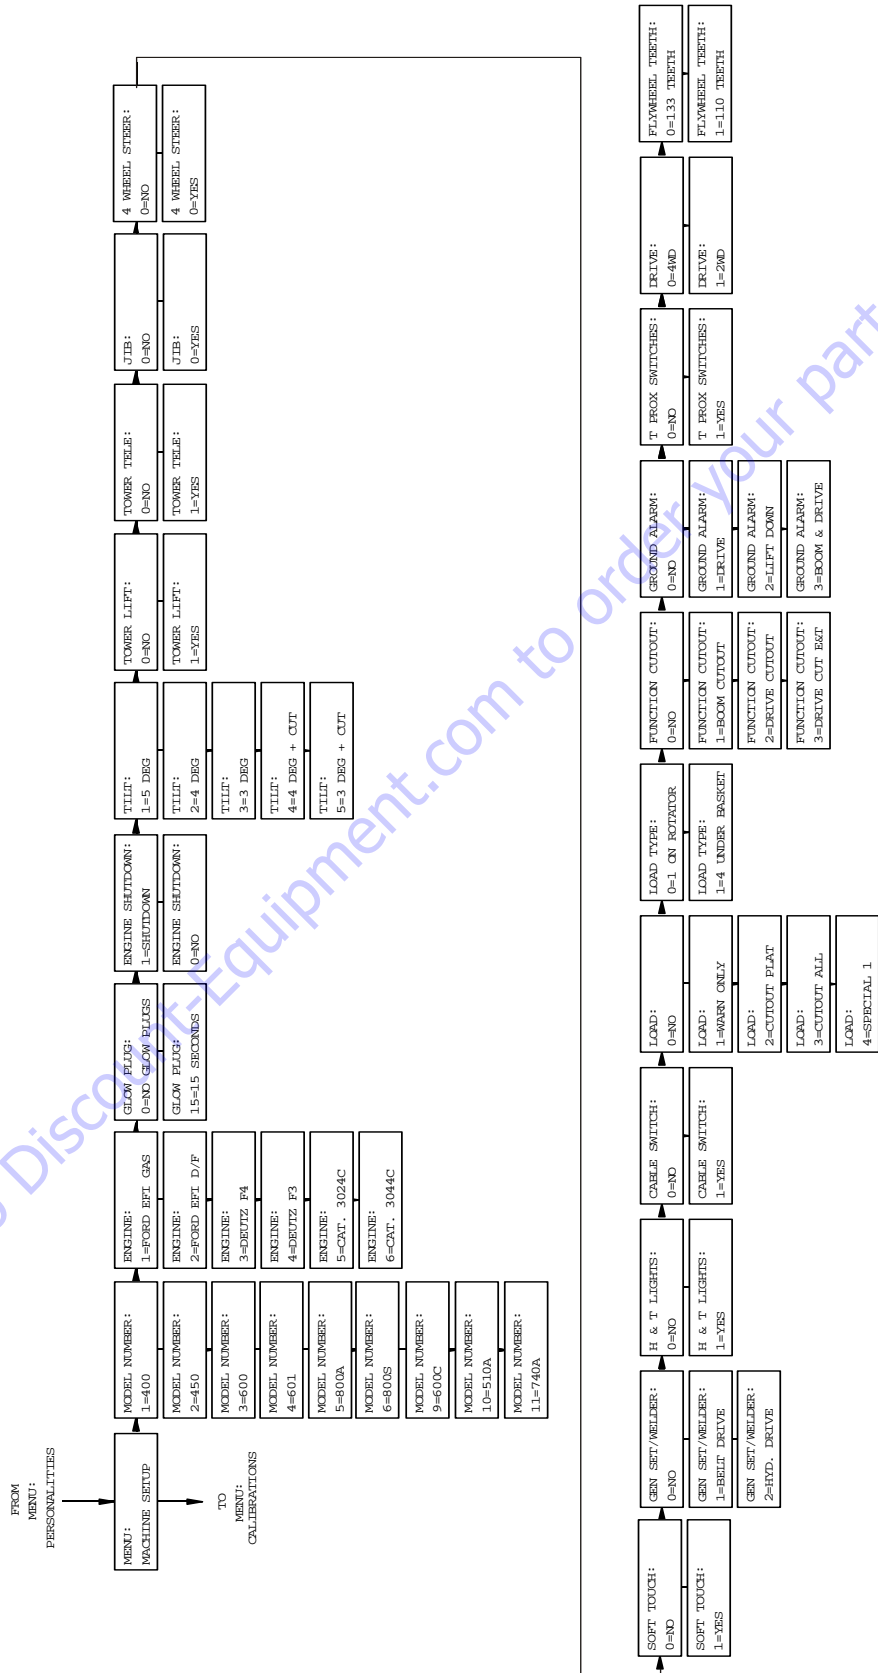 FROM
MENU:
PERSONALITIES
MENU:
MACHINE SETUP
TO
MENU:
CALIBRATIONS
MODEL NUMBER:
1=400
MODEL NUMBER:
2=450
MODEL NUMBER:
3=600
MODEL NUMBER:
4=601
MODEL NUMBER:
5=800A
MODEL NUMBER:
6=800S
MODEL NUMBER:
9=600C
MODEL NUMBER:
10=510A
MODEL NUMBER:
11=740A
ENGINE:
1=FORD EFI GAS
ENGINE:
2=FORD EFI D/F
ENGINE:
3=DEUTZ F4
ENGINE:
4=DEUTZ F3
ENGINE:
5=CAT. 3024C
ENGINE:
6=CAT. 3044C
GLOW PLUG:
0=NO GLOW PLUGS
GLOW PLUG:
15=15 SECONDS
ENGINE SHUTDOWN:
1=SHUTDOWN
ENGINE SHUTDOWN:
0=NO
TILT:
1=5 DEG
TILT:
2=4 DEG
TILT:
3=3 DEG
TILT:
4=4 DEG + CUT
TILT:
5=3 DEG + CUT
TOWER LIFT:
0=NO
TOWER LIFT:
1=YES
TOWER TELE:
0=NO
TOWER TELE:
1=YES
JIB:
0=NO
JIB:
0=YES
4 WHEEL STEER:
0=NO
4 WHEEL STEER:
0=YES
SOFT TOUCH:
0=NO
SOFT TOUCH:
1=YES
GEN SET/WELDER:
0=NO
GEN SET/WELDER:
1=BELT DRIVE
GEN SET/WELDER:
2=HYD. DRIVE
H & T LIGHTS:
0=NO
H & T LIGHTS:
1=YES
CABLE SWITCH:
0=NO
CABLE SWITCH:
1=YES
LOAD:
0=NO
LOAD:
1=WARN ONLY
LOAD:
2=CUTOUT PLAT
LOAD:
3=CUTOUT ALL
LOAD:
4=SPECIAL 1
LOAD TYPE:
0=1 ON ROTATOR
LOAD TYPE:
1=4 UNDER BASKET
FUNCTION CUTOUT:
0=NO
FUNCTION CUTOUT:
1=BOOM CUTOUT
FUNCTION CUTOUT:
2=DRIVE CUTOUT
FUNCTION CUTOUT:
3=DRIVE CUT E&T
GROUND ALARM:
0=NO
GROUND ALARM:
1=DRIVE
GROUND ALARM:
2=LIFT DOWN
GROUND ALARM:
3=BOOM & DRIVE
T PROX SWITCHES:
0=NO
T PROX SWITCHES:
1=YES
DRIVE:
0=4WD
DRIVE:
1=2WD
FLYWHEEL TEETH:
0=133 TEETH
FLYWHEEL TEETH:
1=110 TEETH
Discount-Equipment.com to order your part